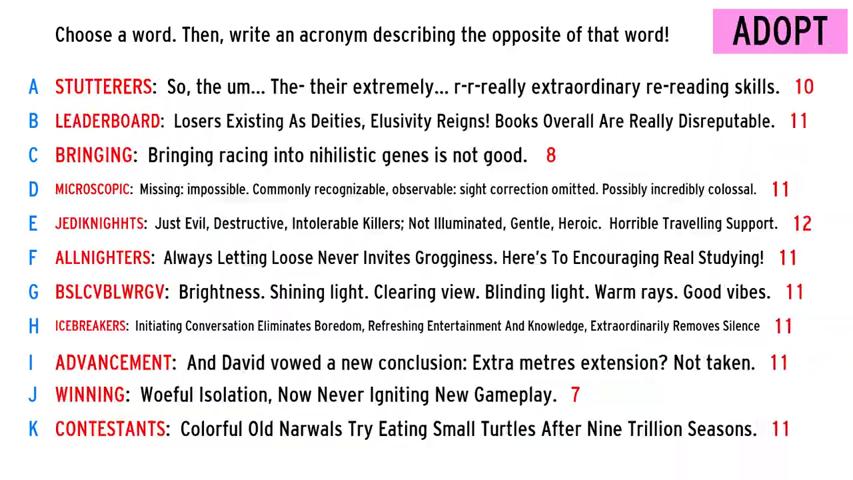 Choose a word. Then, write an acronym describing the opposite of that word!
ADOPT
A STUTTERERS: So, the um... The- their extremely... r-r-really extraordinary re-reading skills. 10
B LEADERBOARD: Losers Existing As Deities, Elusivity Reigns! Books Overall Are Really Disreputable. 11
C BRINGING: Bringing racing into nihilistic genes is not good. 8
D MICROSCOPIC: Missing: impossible. Commonly recognizable, observable: sight correction omitted. Possibly incredibly colossal. 11
E JEDIKNIGHHTS: Just Evil, Destructive, Intolerable Killers; Not Illuminated, Gentle, Heroic. Horrible Travelling Support. 12
F ALLNIGHTERS: Always Letting Loose Never Invites Grogginess. Here's To Encouraging Real Studying! 11
G BSLCVBLWRGV: Brightness. Shining light. Clearing view. Blinding light. Warm rays. Good vibes. 11
H ICEBREAKERS: Initiating Conversation Eliminates Boredom, Refreshing Entertainment And Knowledge, Extraordinarily Removes Silence 11
I ADVANCEMENT: And David vowed a new conclusion: Extra metres extension? Not taken. 11
J WINNING: Woeful Isolation, Now Never Igniting New Gameplay. 7
K CONTESTANTS: Colorful Old Narwals Try Eating Small Turtles After Nine Trillion Seasons. 11